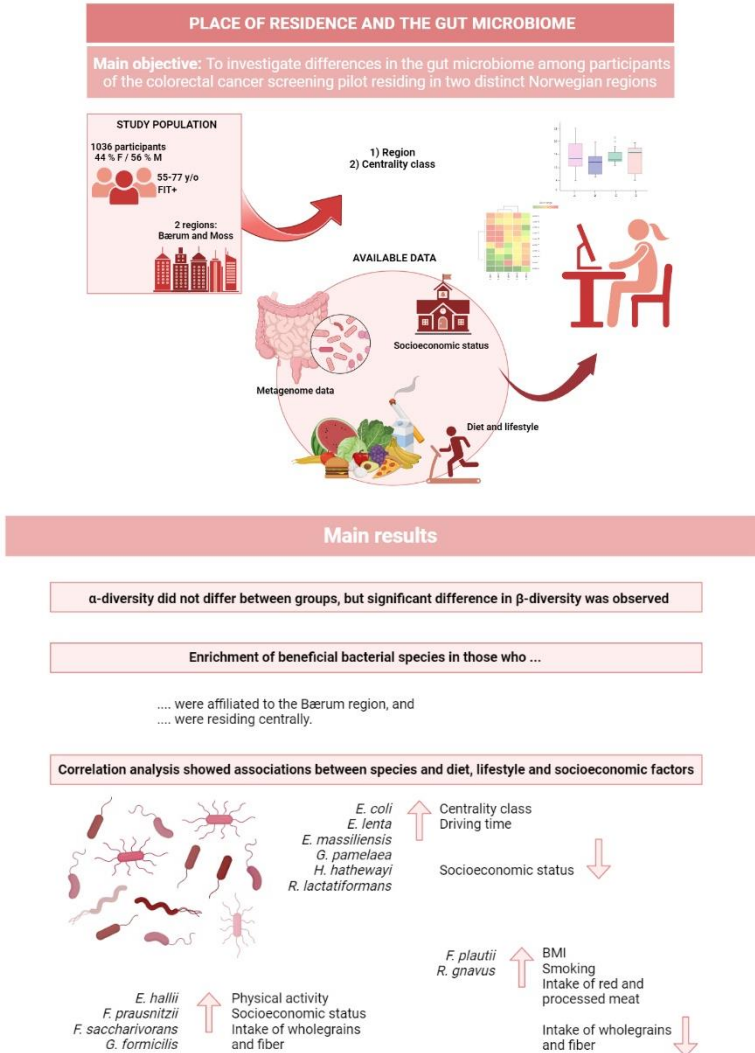 PLACE OF RESIDENCE AND THE GUT MICROBIOME
Main objective: To investigate differences in the gut microbiome among participants
of the colorectal cancer screening pilot residing in two distinct Norwegian regions
STUDY POPULATION
1036 participants
44 % F / 56 % M
55-77 y/o
FIT+
2 regions:
Bærum and Moss
1) Region
2) Centrality class
AVAILABLE DATA
Socioeconomic status
Metagenome data
Diet and lifestyle
Main results
α-diversity did not differ between groups, but significant difference in β-diversity was observed
Enrichment of beneficial bacterial species in those who ...
.... were affiliated to the Bærum region, and
.... were residing centrally.
Correlation analysis showed associations between species and diet, lifestyle and socioeconomic factors
E. coli
E. lenta
E. massiliensis
G. pamelaea
H. hathewayi
R. lactatiformans
Centrality class
Driving time
Socioeconomic status
F. plautii
R. gnavus
BMI
Smoking
Intake of red and
processed meat
Intake of wholegrains
and fiber
E. hallii
F. prausnitzii
F. saccharivorans
G. formicilis
Physical activity
Socioeconomic status
Intake of wholegrains
and fiber